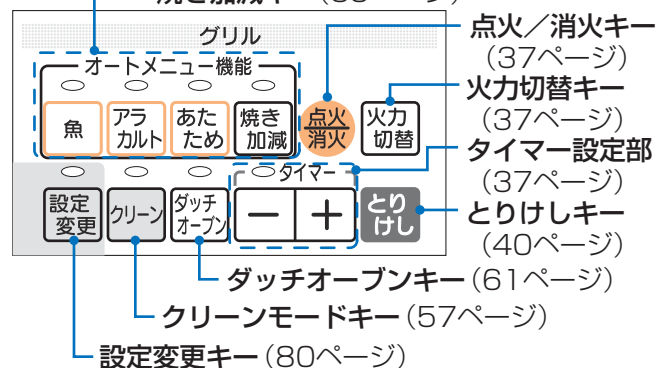 グリル
オートメニュー機能
魚
アラ
カルト
あた
ため
焼き
加減
点火
消火
火力
切替
設定
変更
クリーン
ダッチ
オーブン
タイマー
− +
とり
けし
点火／消火キー
(37ページ)
火力切替キー
(37ページ)
タイマー設定部
(37ページ)
とりけしキー
(40ページ)
ダッチオーブンキー(61ページ)
クリーンモードキー(57ページ)
設定変更キー(80ページ)